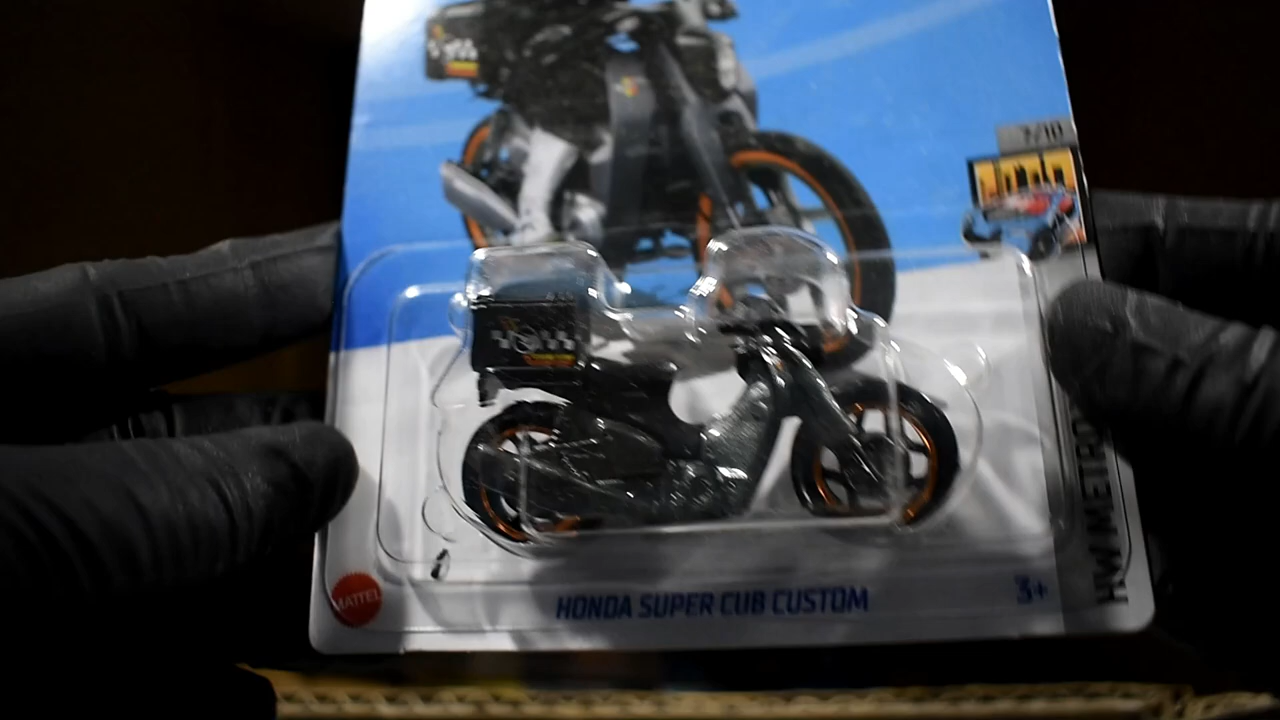 7/10
HW METRO
MATTEL
HONDA SUPER CUB CUSTOM
3+